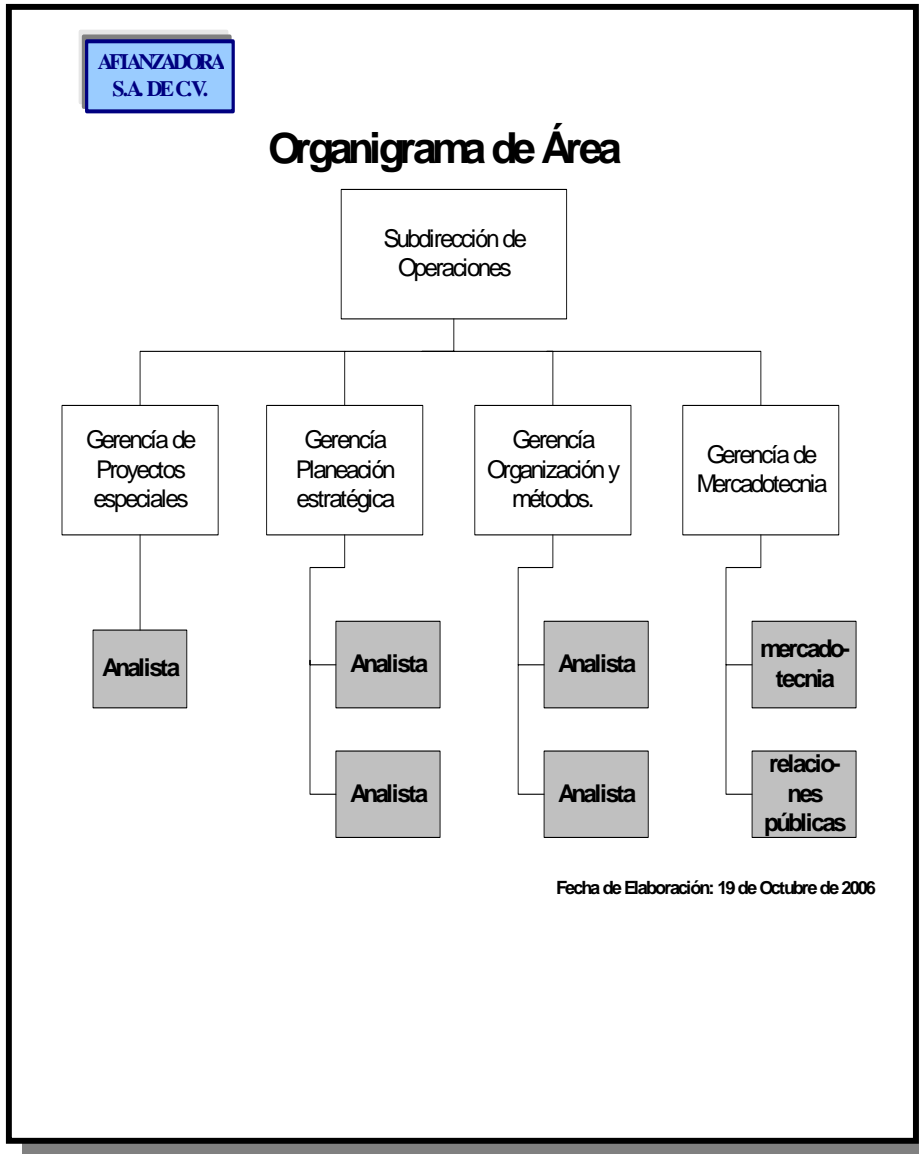 AFIANZADORA
S.A. DE C.V.
Organigrama de Área
Subdirección de
Operaciones
Gerencía de
Proyectos
especiales
Gerencía
Planeación
estratégica
Gerencía
Organización y
métodos.
Gerencía de
Mercadotecnia
Analista
Analista
Analista
mercado-
tecnia
Analista
Analista
relacio-
nes
públicas
Fecha de Elaboración: 19 de Octubre de 2006